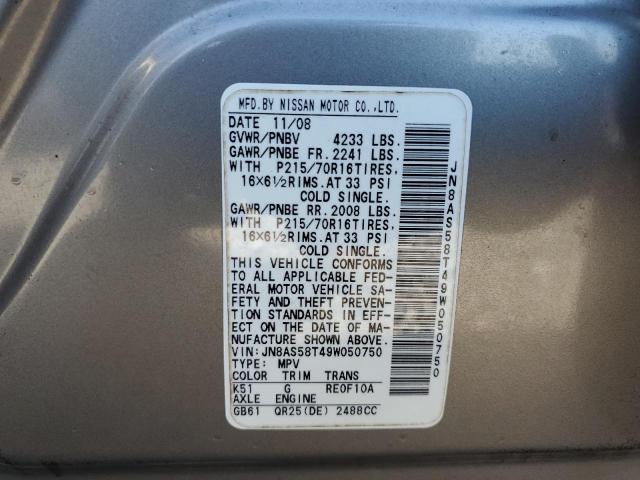 MFD.BY NISSAN MOTOR CO.,LTD.
DATE 11/08
GVWR/PNBV 4233 LBS.
GAWR/PNBE FR. 2241 LBS.
WITH P215/70R16TIRES,
16X6½RIMS.AT 33 PSI
COLD SINGLE.
GAWR/PNBE RR. 2008 LBS.
WITH P215/70R16TIRES,
16X6½RIMS.AT 33 PSI
COLD SINGLE.
THIS VEHICLE CONFORMS
TO ALL APPLICABLE FED-
ERAL MOTOR VEHICLE SA-
FETY AND THEFT PREVEN-
TION STANDARDS IN EFF-
ECT ON THE DATE OF MA-
NUFACTURE SHOWN ABOVE.
VIN:JN8AS58T49W050750
TYPE: MPV
COLOR TRIM TRANS
K51 G RE0F10A
AXLE ENGINE
GB61 QR25(DE) 2488CC
JN8AS58T49W050750